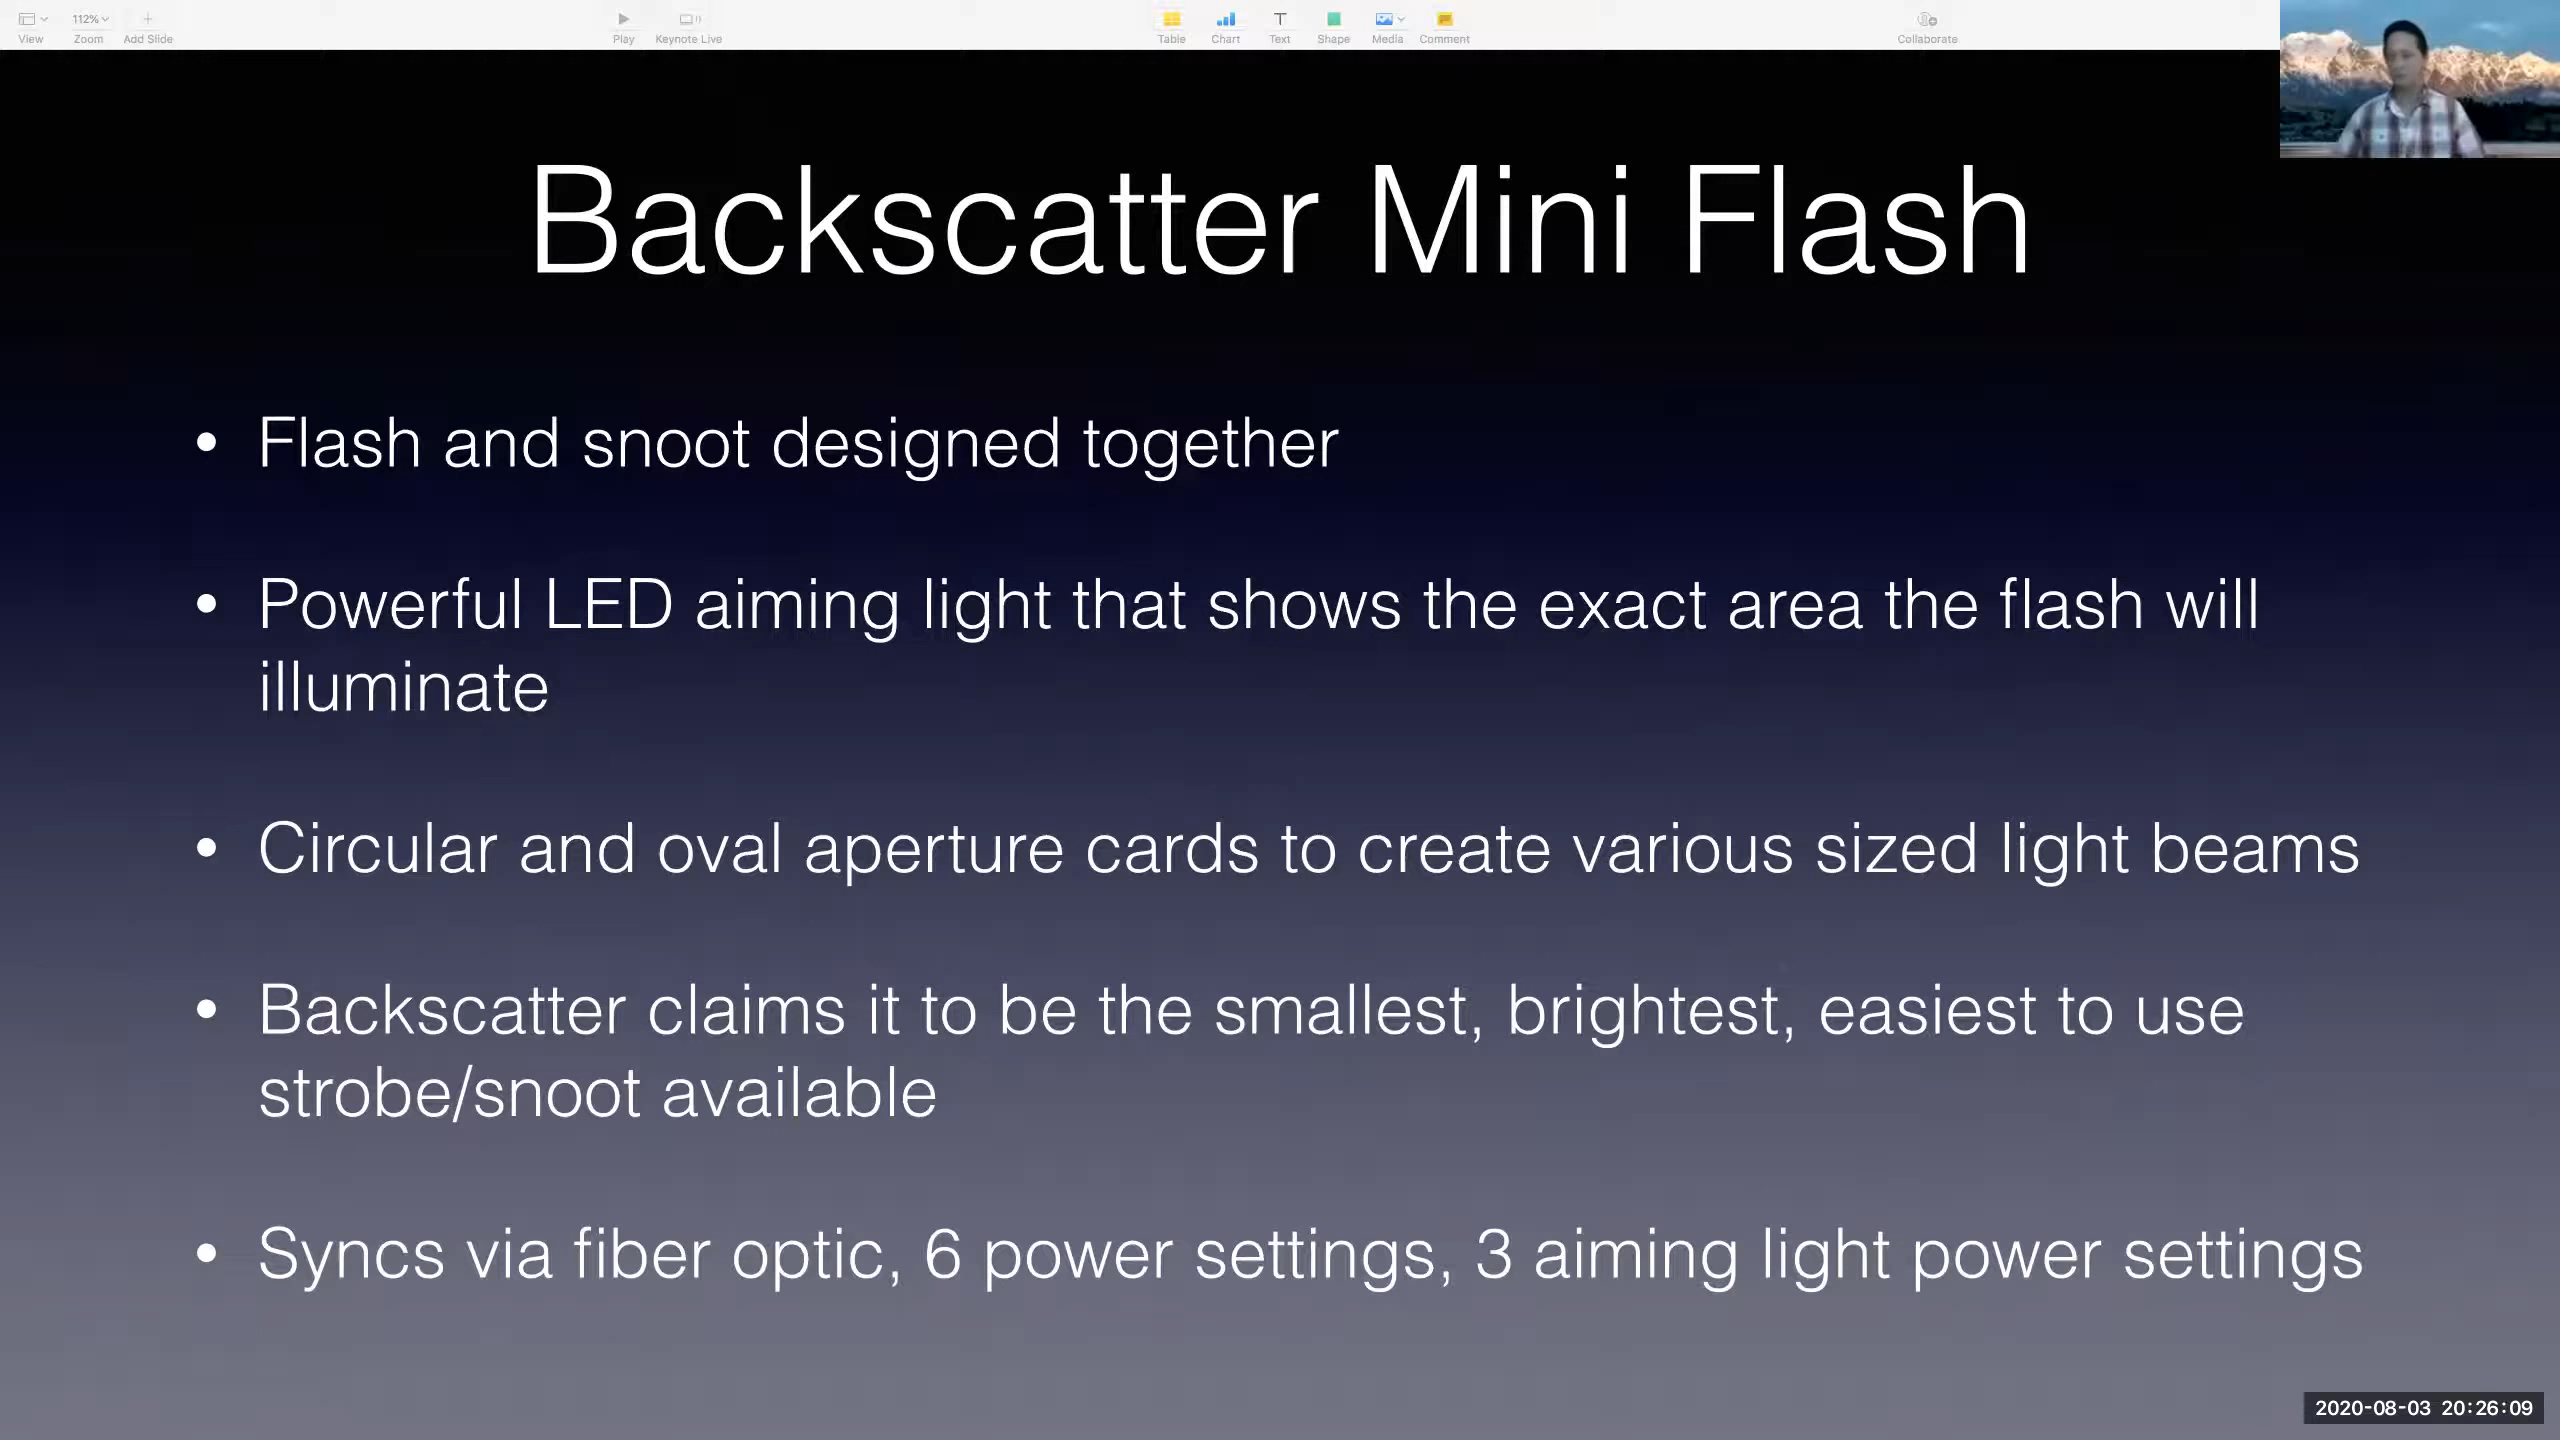 View 112% Zoom Add Slide Play Keynote Live Table Chart Text Shape Media Comment Collaborate
Backscatter Mini Flash
• Flash and snoot designed together
• Powerful LED aiming light that shows the exact area the flash will
illuminate
• Circular and oval aperture cards to create various sized light beams
• Backscatter claims it to be the smallest, brightest, easiest to use
strobe/snoot available
• Syncs via fiber optic, 6 power settings, 3 aiming light power settings
2020-08-03 20:26:09